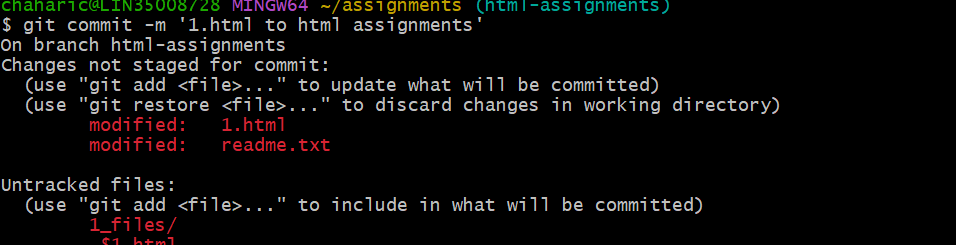 chaharic@LIN35008728 MINGW64 ~/assignments (html-assignments)
$ git commit -m '1.html to html assignments'
On branch html-assignments
Changes not staged for commit:
  (use "git add <file>..." to update what will be committed)
  (use "git restore <file>..." to discard changes in working directory)
        modified:   1.html
        modified:   readme.txt

Untracked files:
  (use "git add <file>..." to include in what will be committed)
        1_files/